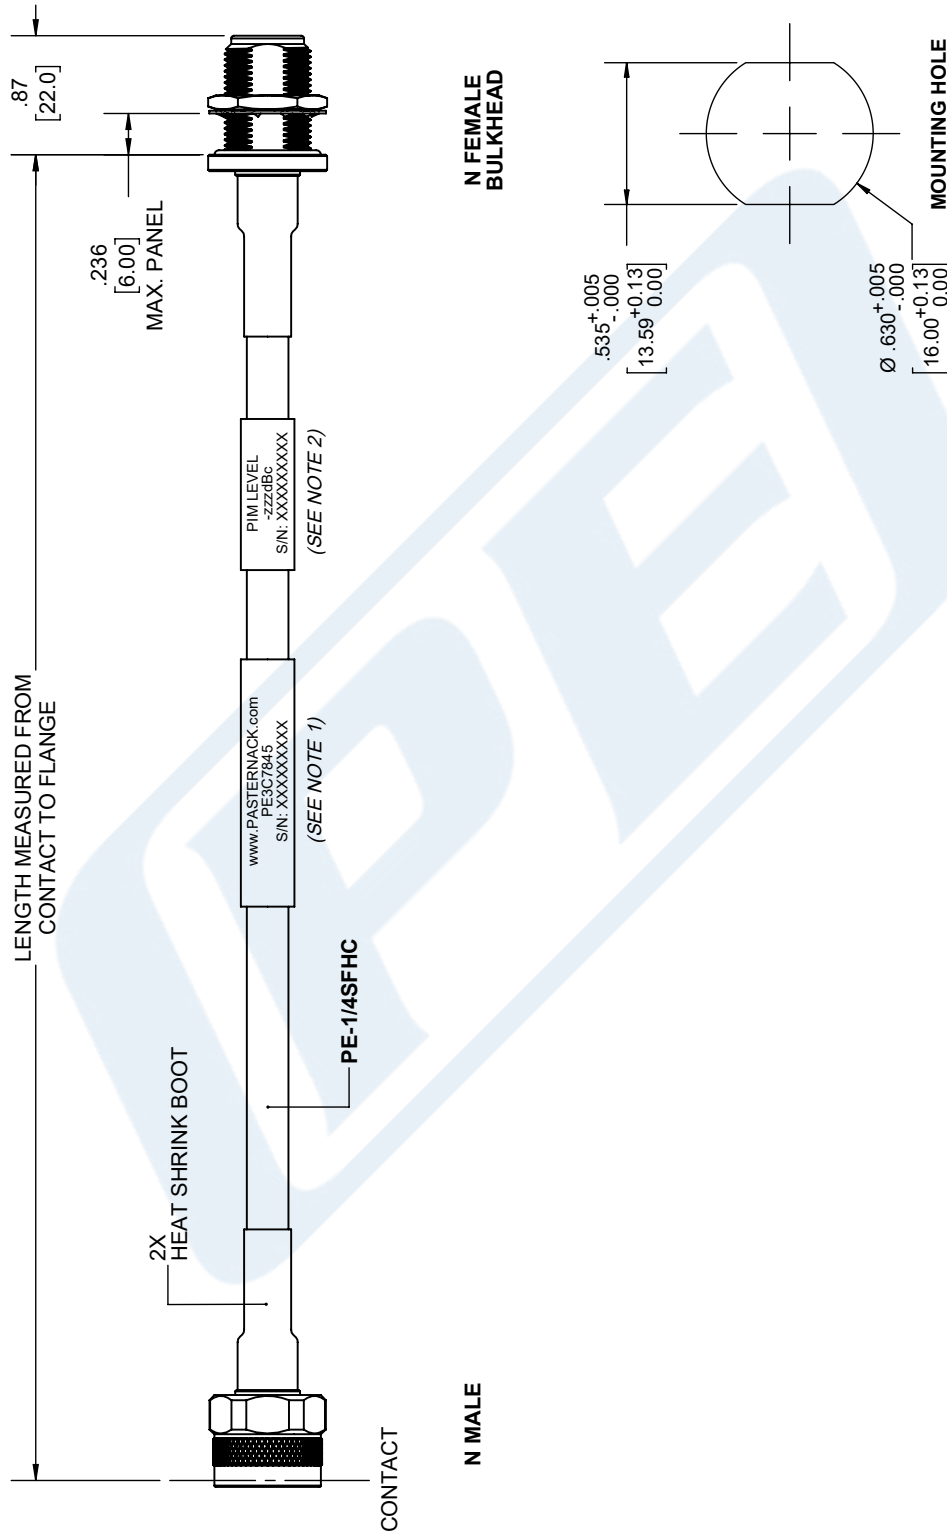 LENGTH MEASURED FROM
CONTACT TO FLANGE
.87
[22.0]
.236
[6.00]
MAX. PANEL
2X
HEAT SHRINK BOOT
www.PASTERNACK.com
PE3C7845
S/N: XXXXXXXXXX
(SEE NOTE 1)
PIM LEVEL
-zzzdBc
S/N: XXXXXXXXXX
(SEE NOTE 2)
PE-1/4SFHC
CONTACT
N MALE
N FEMALE
BULKHEAD
.535 +.005
-.000
[13.59 +0.13
0.00]
Ø .630 +.005
-.000
[16.00 +0.13
0.00]
MOUNTING HOLE
PE